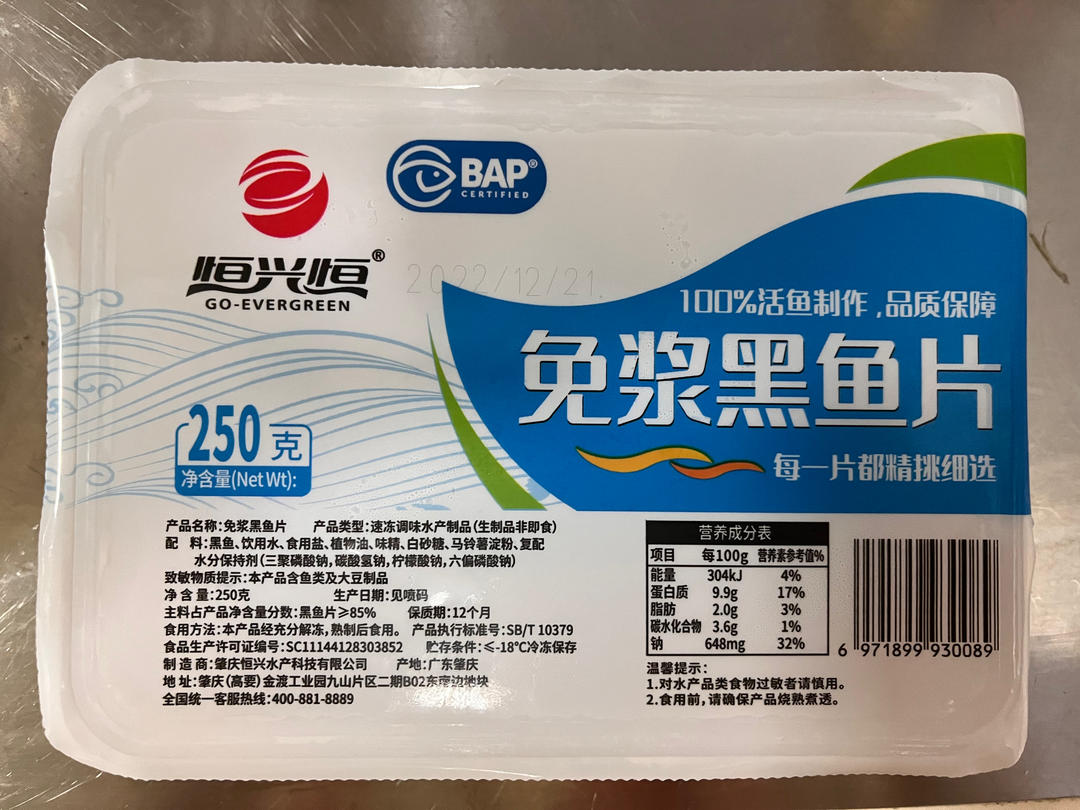 BAP®
CERTIFIED
恒兴恒®
GO-EVERGREEN
2022/12/21.
100%活鱼制作,品质保障
免浆黑鱼片
每一片都精挑细选
250克
净含量(Net Wt):
产品名称:免浆黑鱼片 产品类型:速冻调味水产制品(生制品非即食)
配 料:黑鱼、饮用水、食用盐、植物油、味精、白砂糖、马铃薯淀粉、复配
水分保持剂(三聚磷酸钠,碳酸氢钠,柠檬酸钠,六偏磷酸钠)
致敏物质提示:本产品含鱼类及大豆制品
净 含 量:250克 生产日期:见喷码
主料占产品净含量分数:黑鱼片≥85% 保质期:12个月
食用方法:本产品经充分解冻,熟制后食用。 产品执行标准号:SB/T 10379
食品生产许可证编号:SC11144128303852 贮存条件:≤-18℃冷冻保存
制 造 商:肇庆恒兴水产科技有限公司 产地:广东肇庆
地 址:肇庆(高要)金渡工业园九山片区二期B02东南边地块
全国统一客服热线:400-881-8889
营养成分表
项目 每100g 营养素参考值%
能量 304kJ 4%
蛋白质 9.9g 17%
脂肪 2.0g 3%
碳水化合物 3.6g 1%
钠 648mg 32%
温馨提示:
1.对水产品类食物过敏者请慎用。
2.食用前,请确保产品烧熟煮透。
6 971899 930089